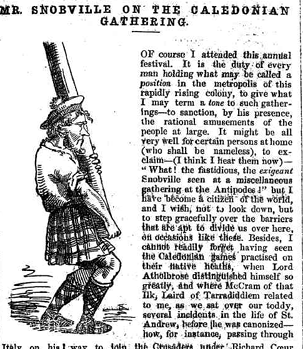 MR. SNOBVILLE ON THE CALEDONIAN
GATHERING.
OF course I attended this annual
festival. It is the duty of every
man holding what may be called a
position in the metropolis of this
rapidly rising colony, to give what
I may term a tone to such gather-
ings—to sanction, by his presence,
the rational amusements of the
people at large. It might be all
very well for certain persons at home
(who shall be nameless), to ex-
claim—(I think I hear them now)—
"What! the fastidious, the exigeant
Snobville seen at a miscellaneous
gathering at the Antipodes!" but I
have become a citizen of the world,
and I wish, not to look down, but
to step gracefully over the barriers
that are apt to divide us over here,
on occasions like these. Besides, I
cannot readily forget having seen
the Caledonian games practised on
their native heaths, when Lord
Atholbrose distinguished himself so
greatly, and where McCram of that
Ilk, Laird of Tarradiddlem related
to me, as we sat over our toddy,
several incidents in the life of St.
Andrew, before he was canonized—
how, for instance, passing through
Italy on his way to join the Crusaders under Richard Cœur